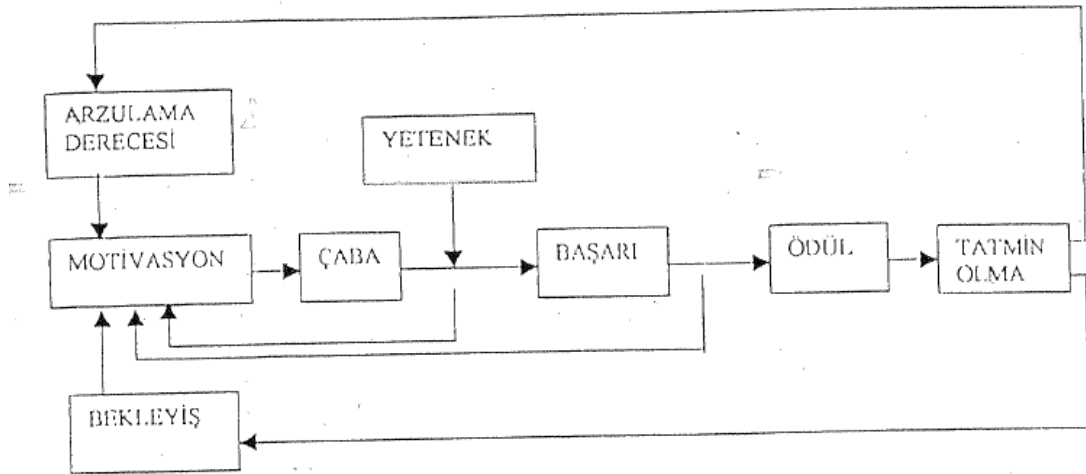 ARZULAMA
DERECESİ
YETENEK
MOTİVASYON
ÇABA
BAŞARI
ÖDÜL
TATMİN
OLMA
BEKLEYİŞ